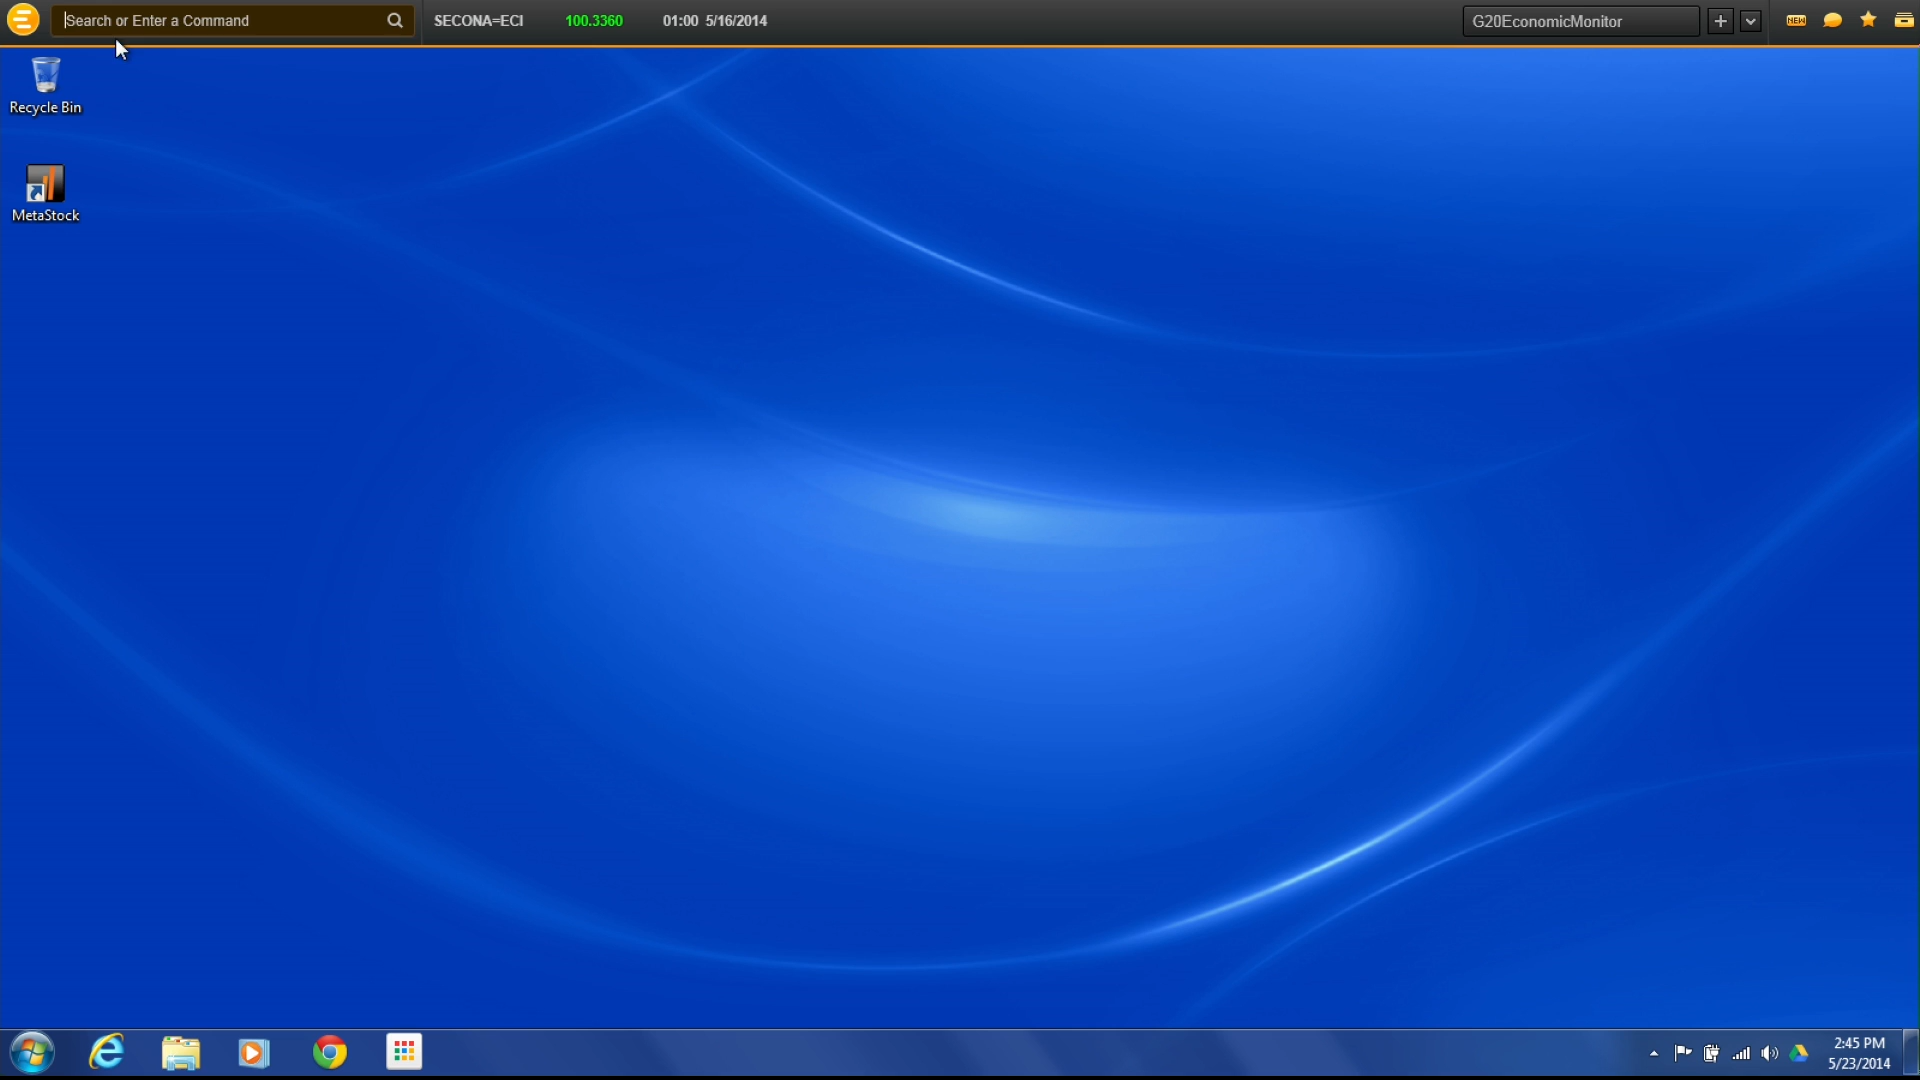 Search or Enter a Command
SECONA=ECI 100.3360 01:00 5/16/2014
G20EconomicMonitor
NEW
Recycle Bin
MetaStock
2:45 PM
5/23/2014